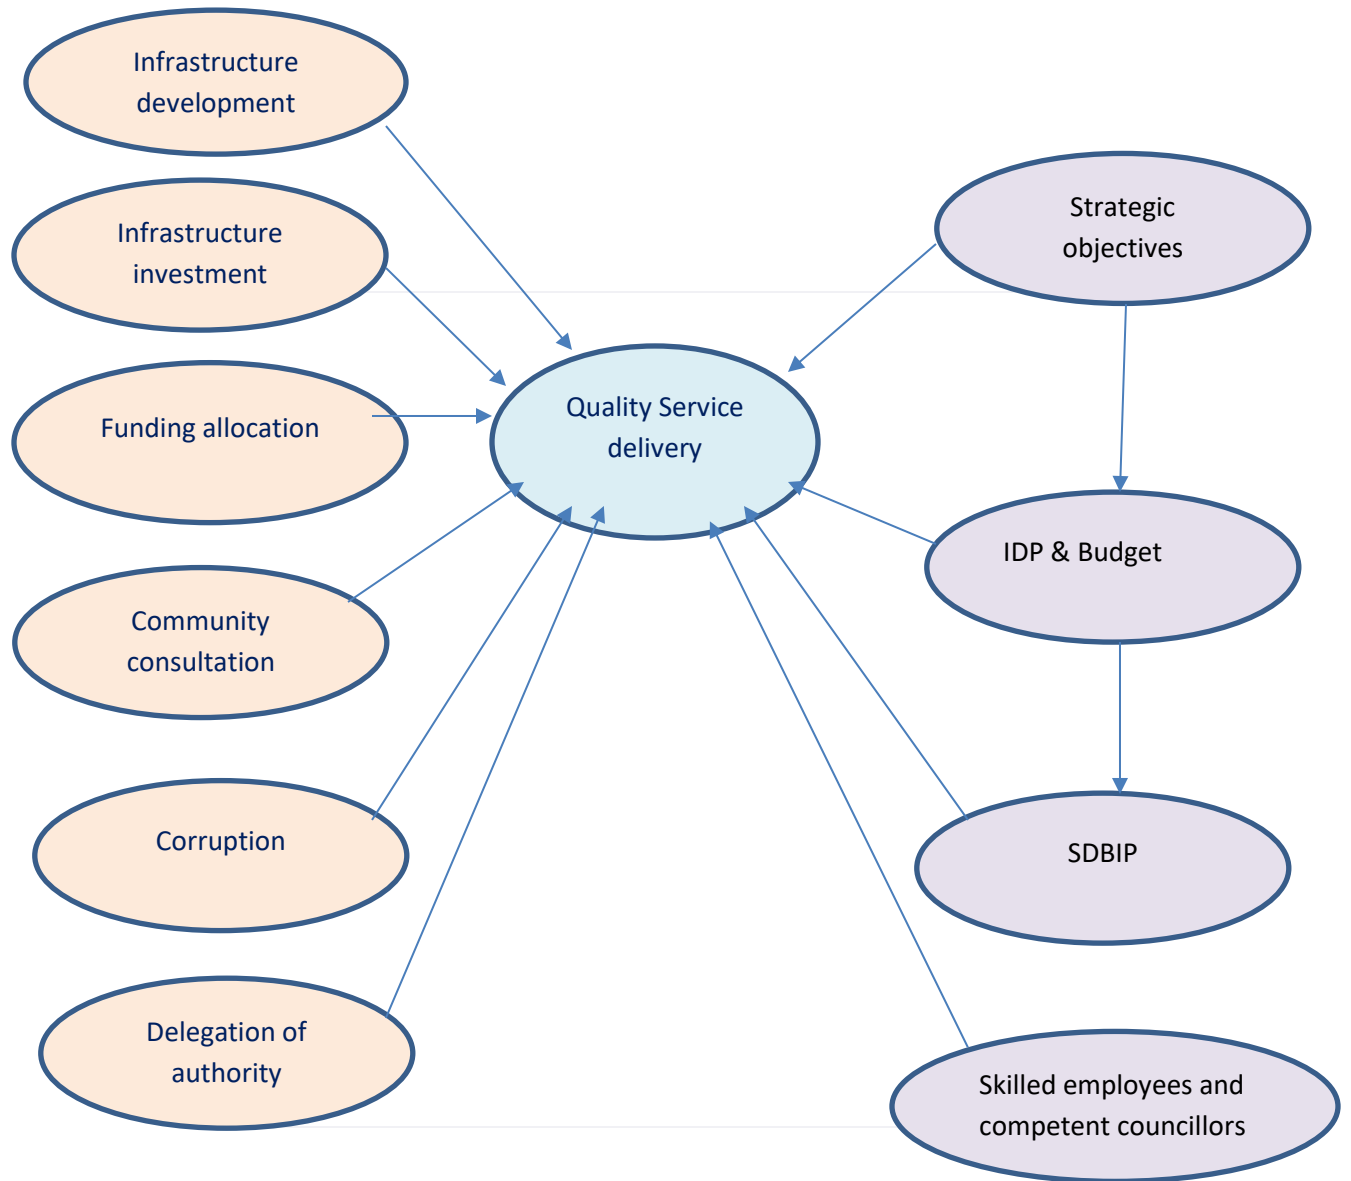 Infrastructure
development
Infrastructure
investment
Funding allocation
Community
consultation
Corruption
Delegation of
authority
Quality Service
delivery
Strategic
objectives
IDP & Budget
SDBIP
Skilled employees and
competent councillors